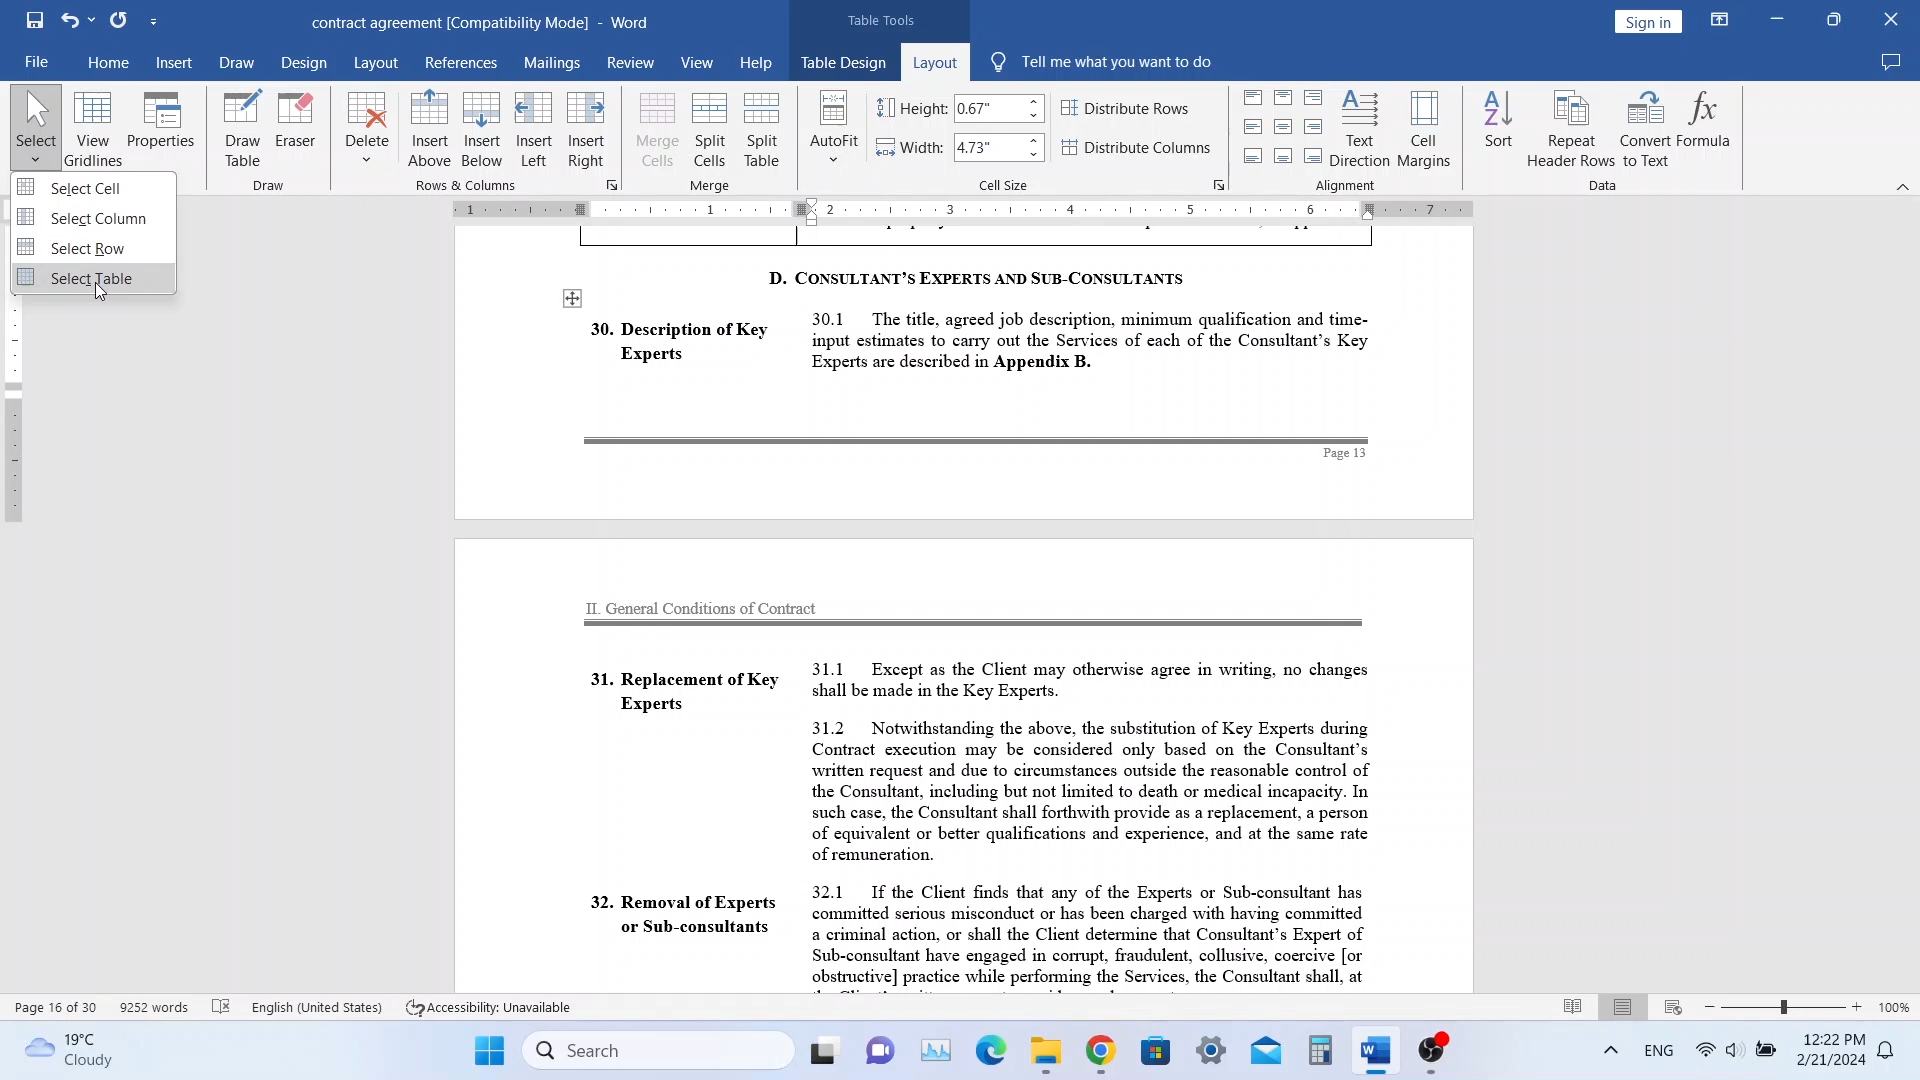 contract agreement [Compatibility Mode] - Word
Table Tools
Sign in
File Home Insert Draw Design Layout References Mailings Review View Help Table Design Layout Tell me what you want to do
Select
View Gridlines
Properties
Draw Table
Eraser
Draw
Delete
Insert Above
Insert Below
Insert Left
Insert Right
Rows & Columns
Merge Cells
Split Cells
Split Table
Merge
AutoFit
Height: 0.67"
Width: 4.73"
Distribute Rows
Distribute Columns
Cell Size
Text Direction
Cell Margins
Alignment
Sort
Repeat Header Rows
Convert to Text
Formula
Data
Select Cell
Select Column
Select Row
Select Table
1 1 2 3 4 5 6 7
D. CONSULTANT'S EXPERTS AND SUB-CONSULTANTS
30. Description of Key
Experts
30.1 The title, agreed job description, minimum qualification and time-
input estimates to carry out the Services of each of the Consultant's Key
Experts are described in Appendix B.
Page 13
II. General Conditions of Contract
31. Replacement of Key
Experts
31.1 Except as the Client may otherwise agree in writing, no changes
shall be made in the Key Experts.
31.2 Notwithstanding the above, the substitution of Key Experts during
Contract execution may be considered only based on the Consultant's
written request and due to circumstances outside the reasonable control of
the Consultant, including but not limited to death or medical incapacity. In
such case, the Consultant shall forthwith provide as a replacement, a person
of equivalent or better qualifications and experience, and at the same rate
of remuneration.
32. Removal of Experts
or Sub-consultants
32.1 If the Client finds that any of the Experts or Sub-consultant has
committed serious misconduct or has been charged with having committed
a criminal action, or shall the Client determine that Consultant's Expert of
Sub-consultant have engaged in corrupt, fraudulent, collusive, coercive [or
obstructive] practice while performing the Services, the Consultant shall, at
Page 16 of 30 9252 words English (United States) Accessibility: Unavailable 100%
19°C
Cloudy
Search
ENG
12:22 PM
2/21/2024